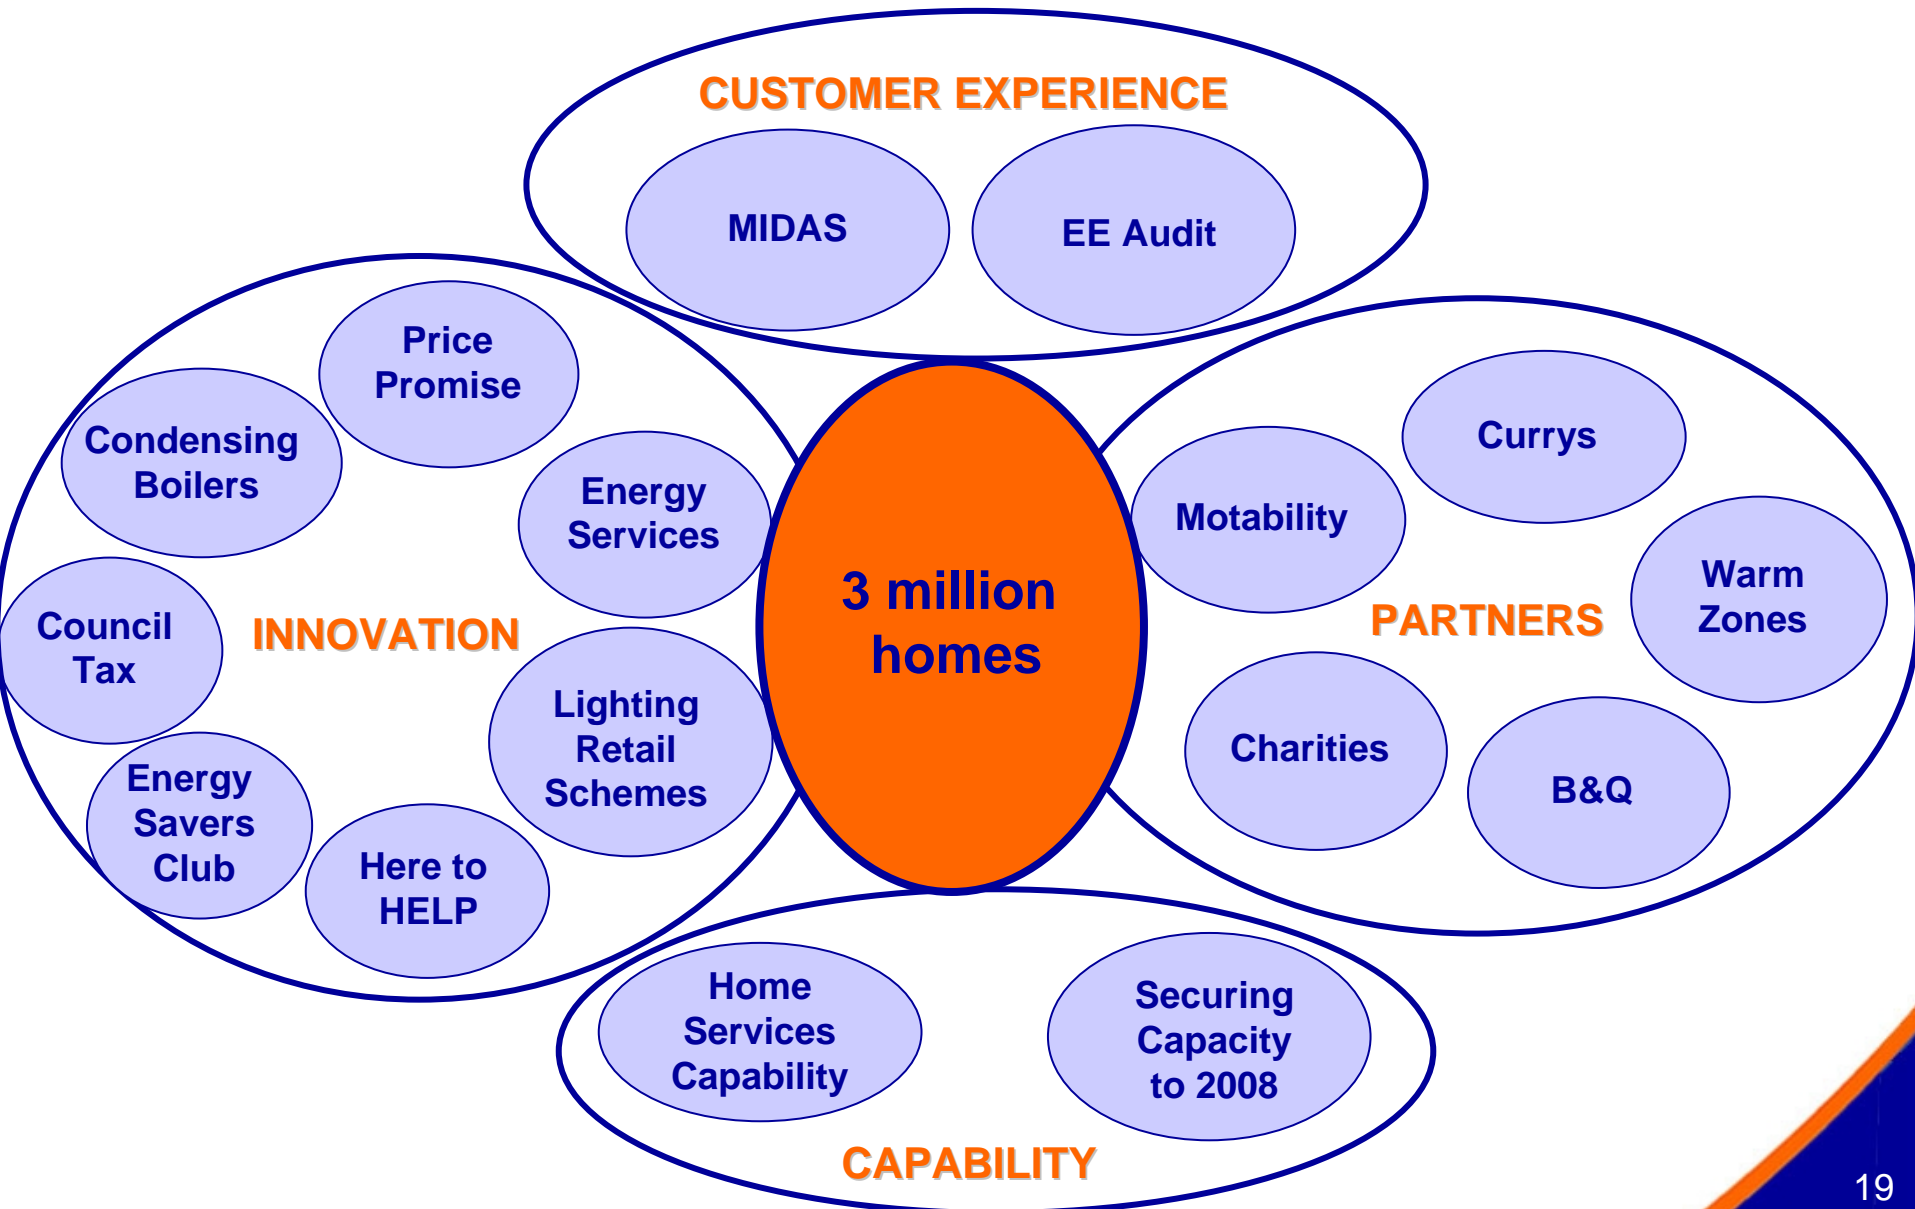 CUSTOMER EXPERIENCE
MIDAS
EE Audit
Price
Promise
Condensing
Boilers
Energy
Services
Council
Tax
INNOVATION
Lighting
Retail
Schemes
Energy
Savers
Club
Here to
HELP
3 million
homes
Currys
Motability
Warm
Zones
PARTNERS
Charities
B&Q
Home
Services
Capability
Securing
Capacity
to 2008
CAPABILITY
19